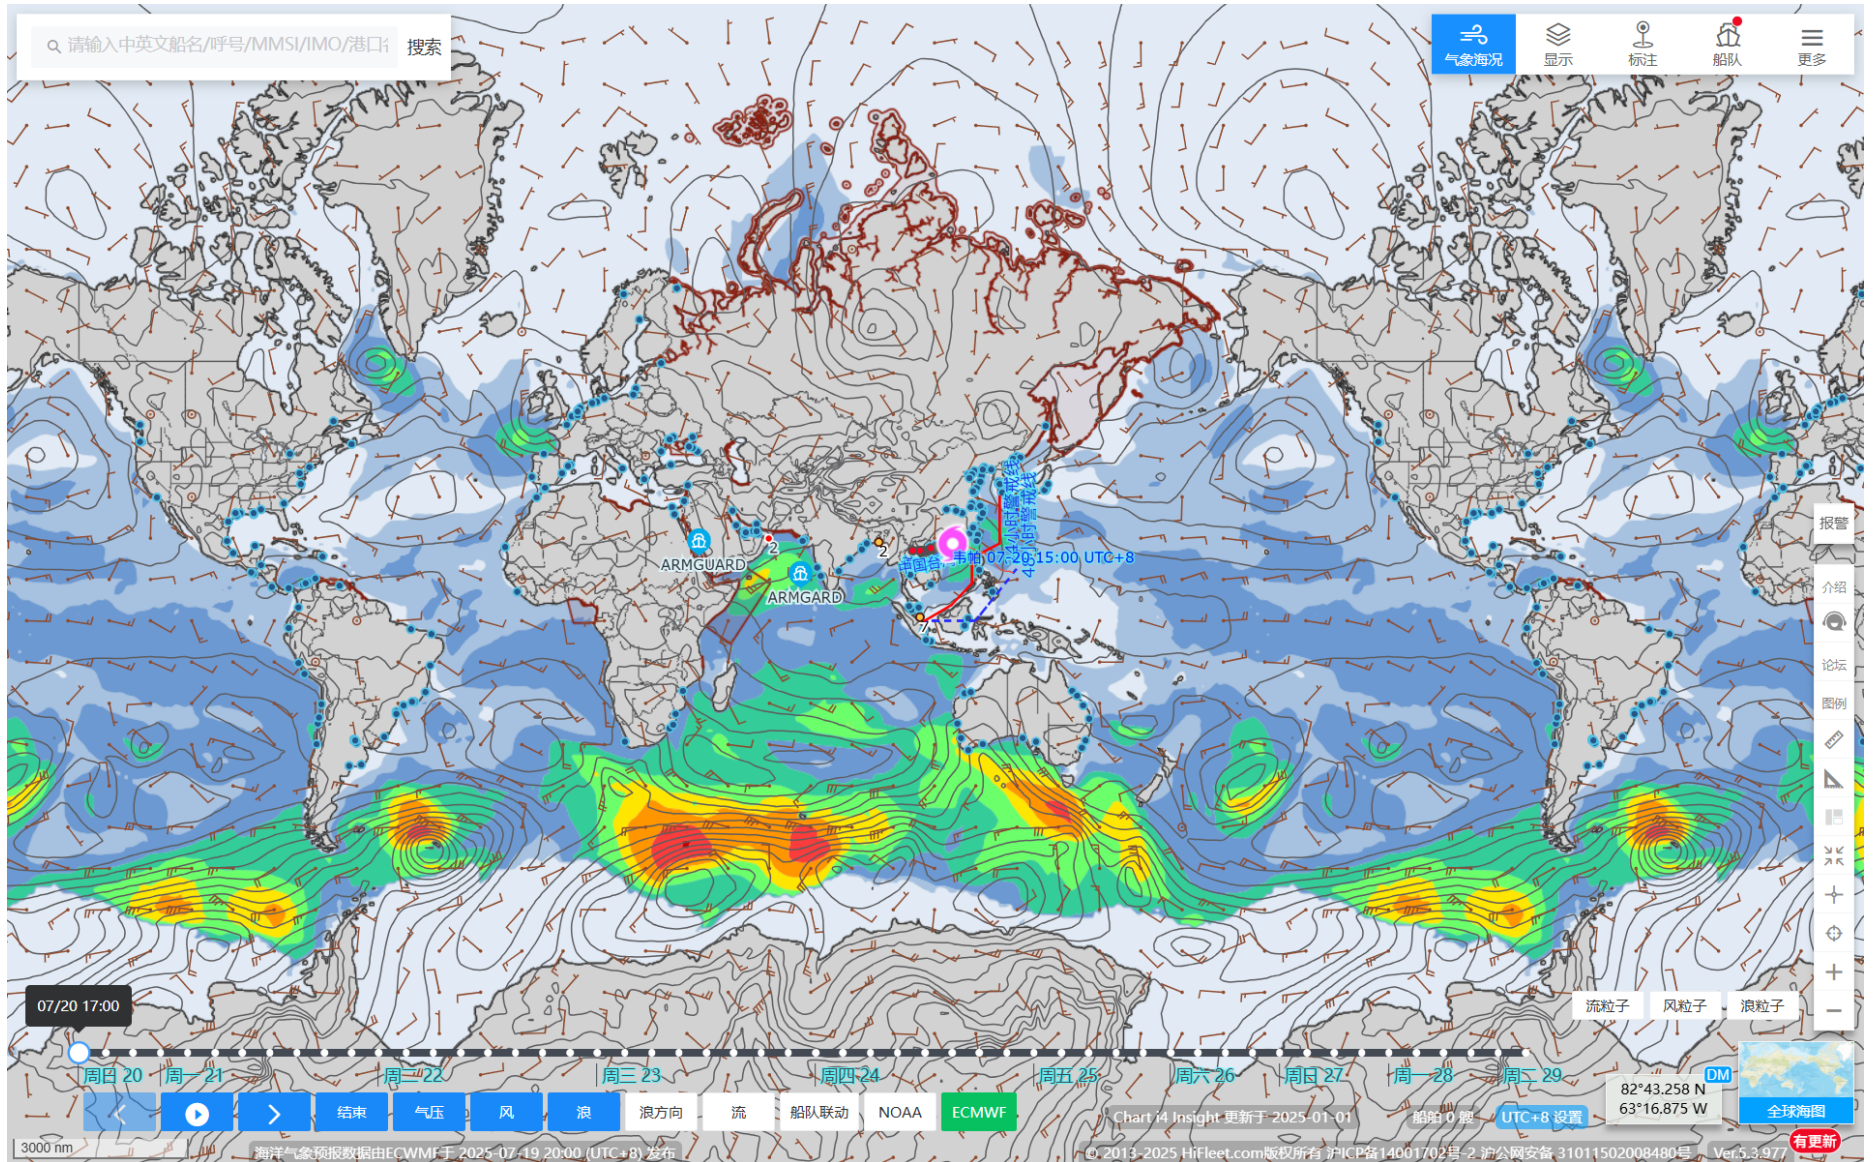 请输入中英文船名/呼号/MMSI/IMO/港口
搜索
气象海况
显示
标注
船队
更多
24小时警戒线
48小时警戒线
ARMGUARD
2
2
韦帕 07-20 15:00 UTC+8
中国
ARMGARD
7
报警
介绍
论坛
图例
07/20 17:00
流粒子
风粒子
浪粒子
周日 20
周一 21
周二 22
周三 23
周四 24
周五 25
周六 26
周日 27
周一 28
周二 29
DM
82°43.258 N
63°16.875 W
全球海图
结束
气压
风
浪
浪方向
流
船队联动
NOAA
ECMWF
Chart i4 Insight 更新于 2025-01-01
船舶 0 艘
UTC+8 设置
有更新
3000 nm
海洋气象预报数据由ECWMF于 2025-07-19 20:00 (UTC+8) 发布
© 2013-2025 HiFleet.com版权所有 沪ICP备14001702号-2 沪公网安备 31011502008480号
Ver.5.3.977